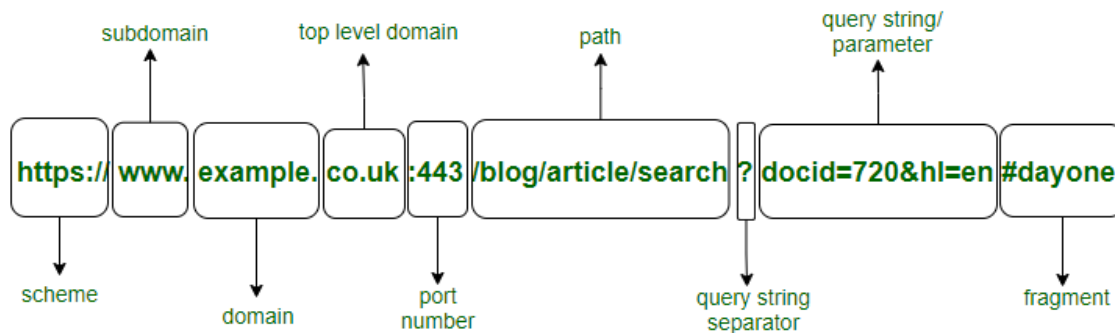 subdomain
top level domain
path
query string/
parameter
https:// www. example. co.uk :443 /blog/article/search ? docid=720&hl=en #dayone
scheme
domain
port
number
query string
separator
fragment